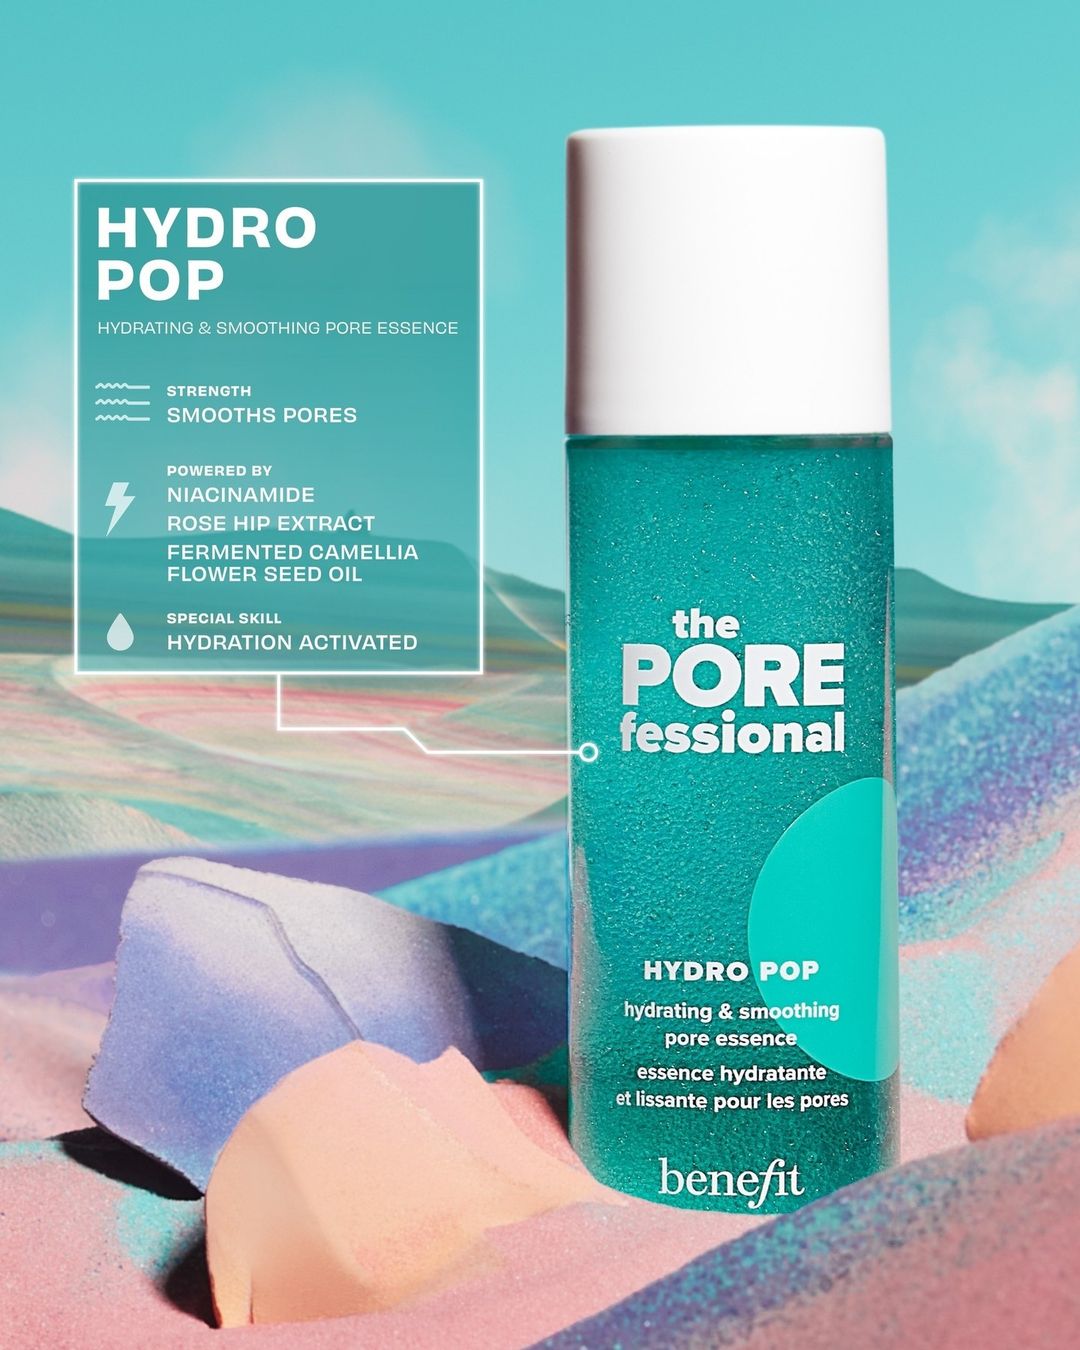 HYDRO
POP
HYDRATING & SMOOTHING PORE ESSENCE
STRENGTH
SMOOTHS PORES
POWERED BY
NIACINAMIDE
ROSE HIP EXTRACT
FERMENTED CAMELLIA
FLOWER SEED OIL
SPECIAL SKILL
HYDRATION ACTIVATED
the
PORE
fessional
HYDRO POP
hydrating & smoothing
pore essence
essence hydratante
et lissante pour les pores
benefit